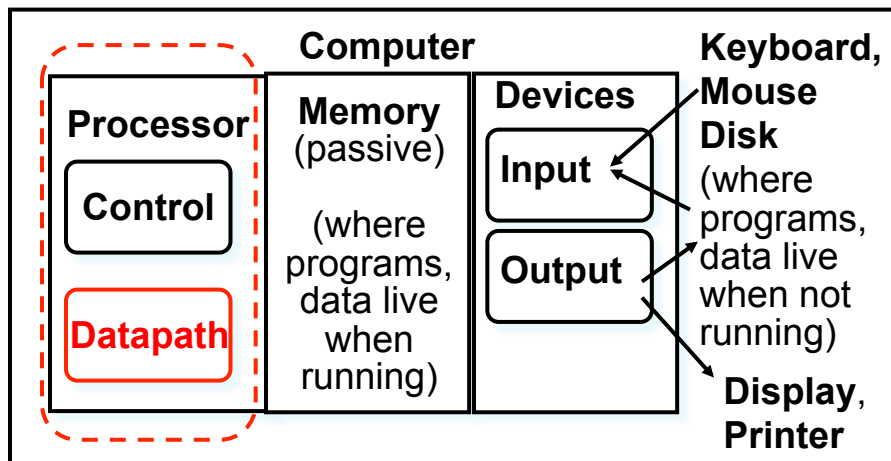 Computer
Processor
Control
Datapath
Memory
(passive)
(where
programs,
data live
when
running)
Devices
Input
Output
Keyboard,
Mouse
Disk
(where
programs,
data live
when not
running)
Display,
Printer